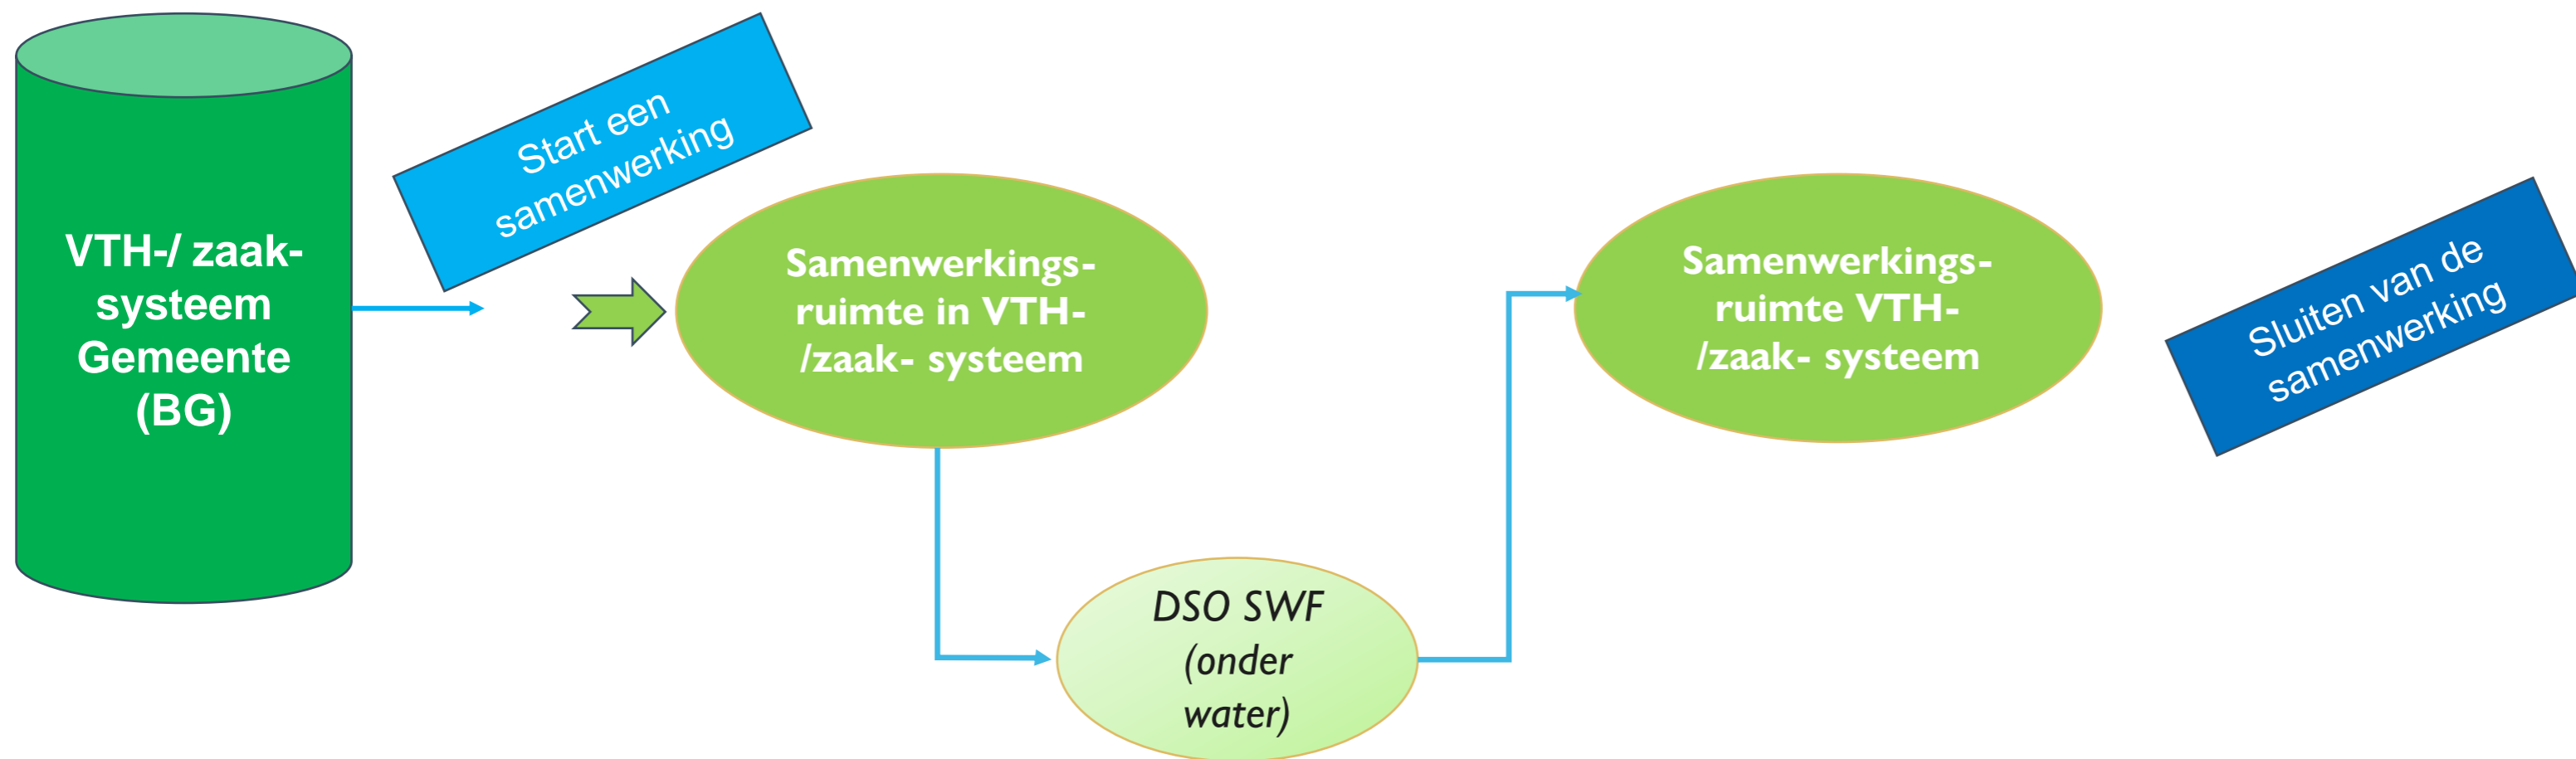 VTH-/ zaak-
systeem
Gemeente
(BG)
Start een
samenwerking
Samenwerkings-
ruimte in VTH-
/zaak- systeem
Samenwerkings-
ruimte VTH-
/zaak- systeem
Sluiten van de
samenwerking
DSO SWF
(onder
water)